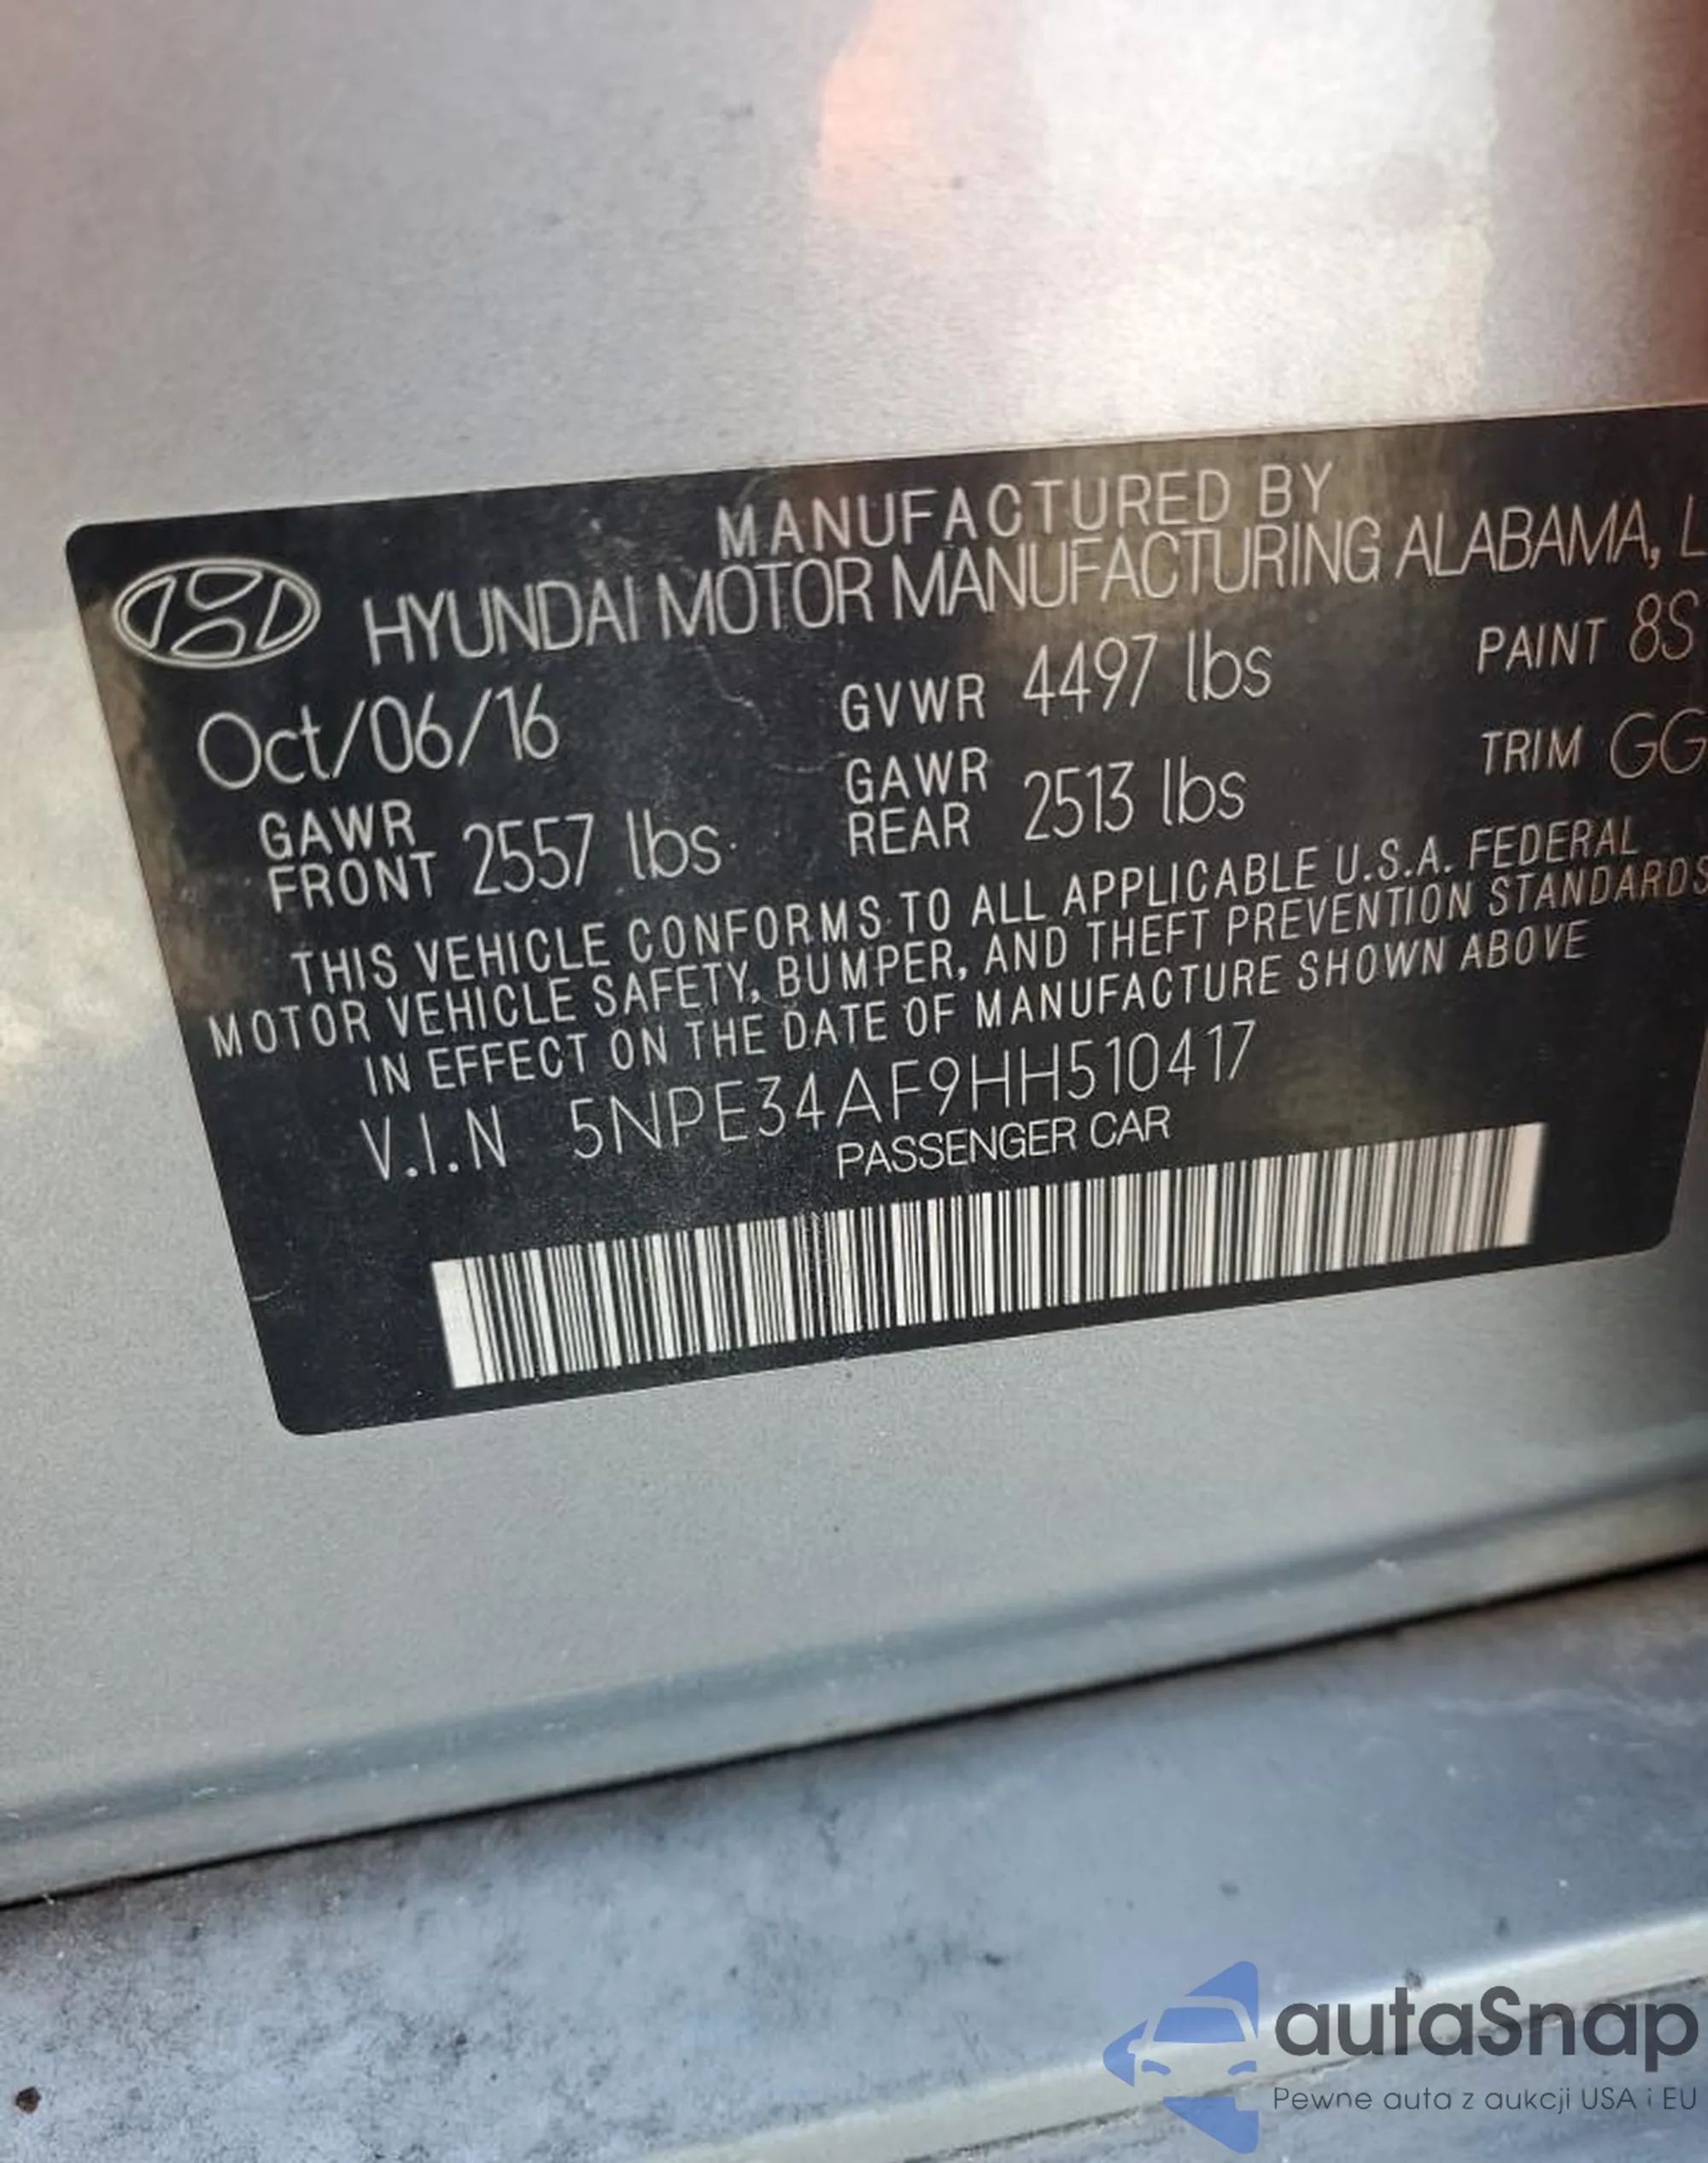 MANUFACTURED BY
HYUNDAI MOTOR MANUFACTURING ALABAMA, L
Oct/06/16 GVWR 4497 lbs PAINT 8S
GAWR FRONT 2557 lbs GAWR REAR 2513 lbs TRIM GG
THIS VEHICLE CONFORMS TO ALL APPLICABLE U.S.A. FEDERAL
MOTOR VEHICLE SAFETY, BUMPER, AND THEFT PREVENTION STANDARDS
IN EFFECT ON THE DATE OF MANUFACTURE SHOWN ABOVE
V.I.N 5NPE34AF9HH510417
PASSENGER CAR
autaSnap
Pewne auta z aukcji USA i EU